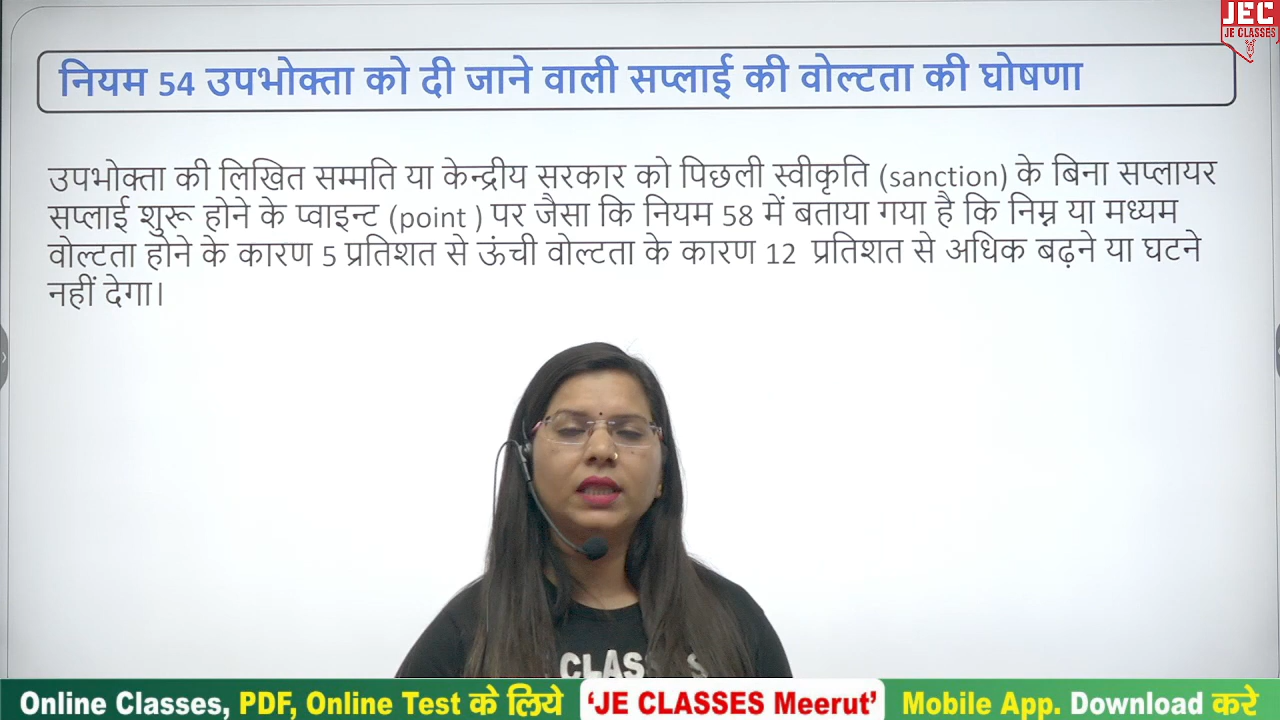 JEC
JE CLASSES
नियम 54 उपभोक्ता को दी जाने वाली सप्लाई की वोल्टता की घोषणा
उपभोक्ता की लिखित सम्मति या केन्द्रीय सरकार को पिछली स्वीकृति (sanction) के बिना सप्लायर
सप्लाई शुरू होने के प्वाइन्ट (point ) पर जैसा कि नियम 58 में बताया गया है कि निम्न या मध्यम
वोल्टता होने के कारण 5 प्रतिशत से ऊंची वोल्टता के कारण 12 प्रतिशत से अधिक बढ़ने या घटने
नहीं देगा।
Online Classes, PDF, Online Test के लिये 'JE CLASSES Meerut' Mobile App. Download करे